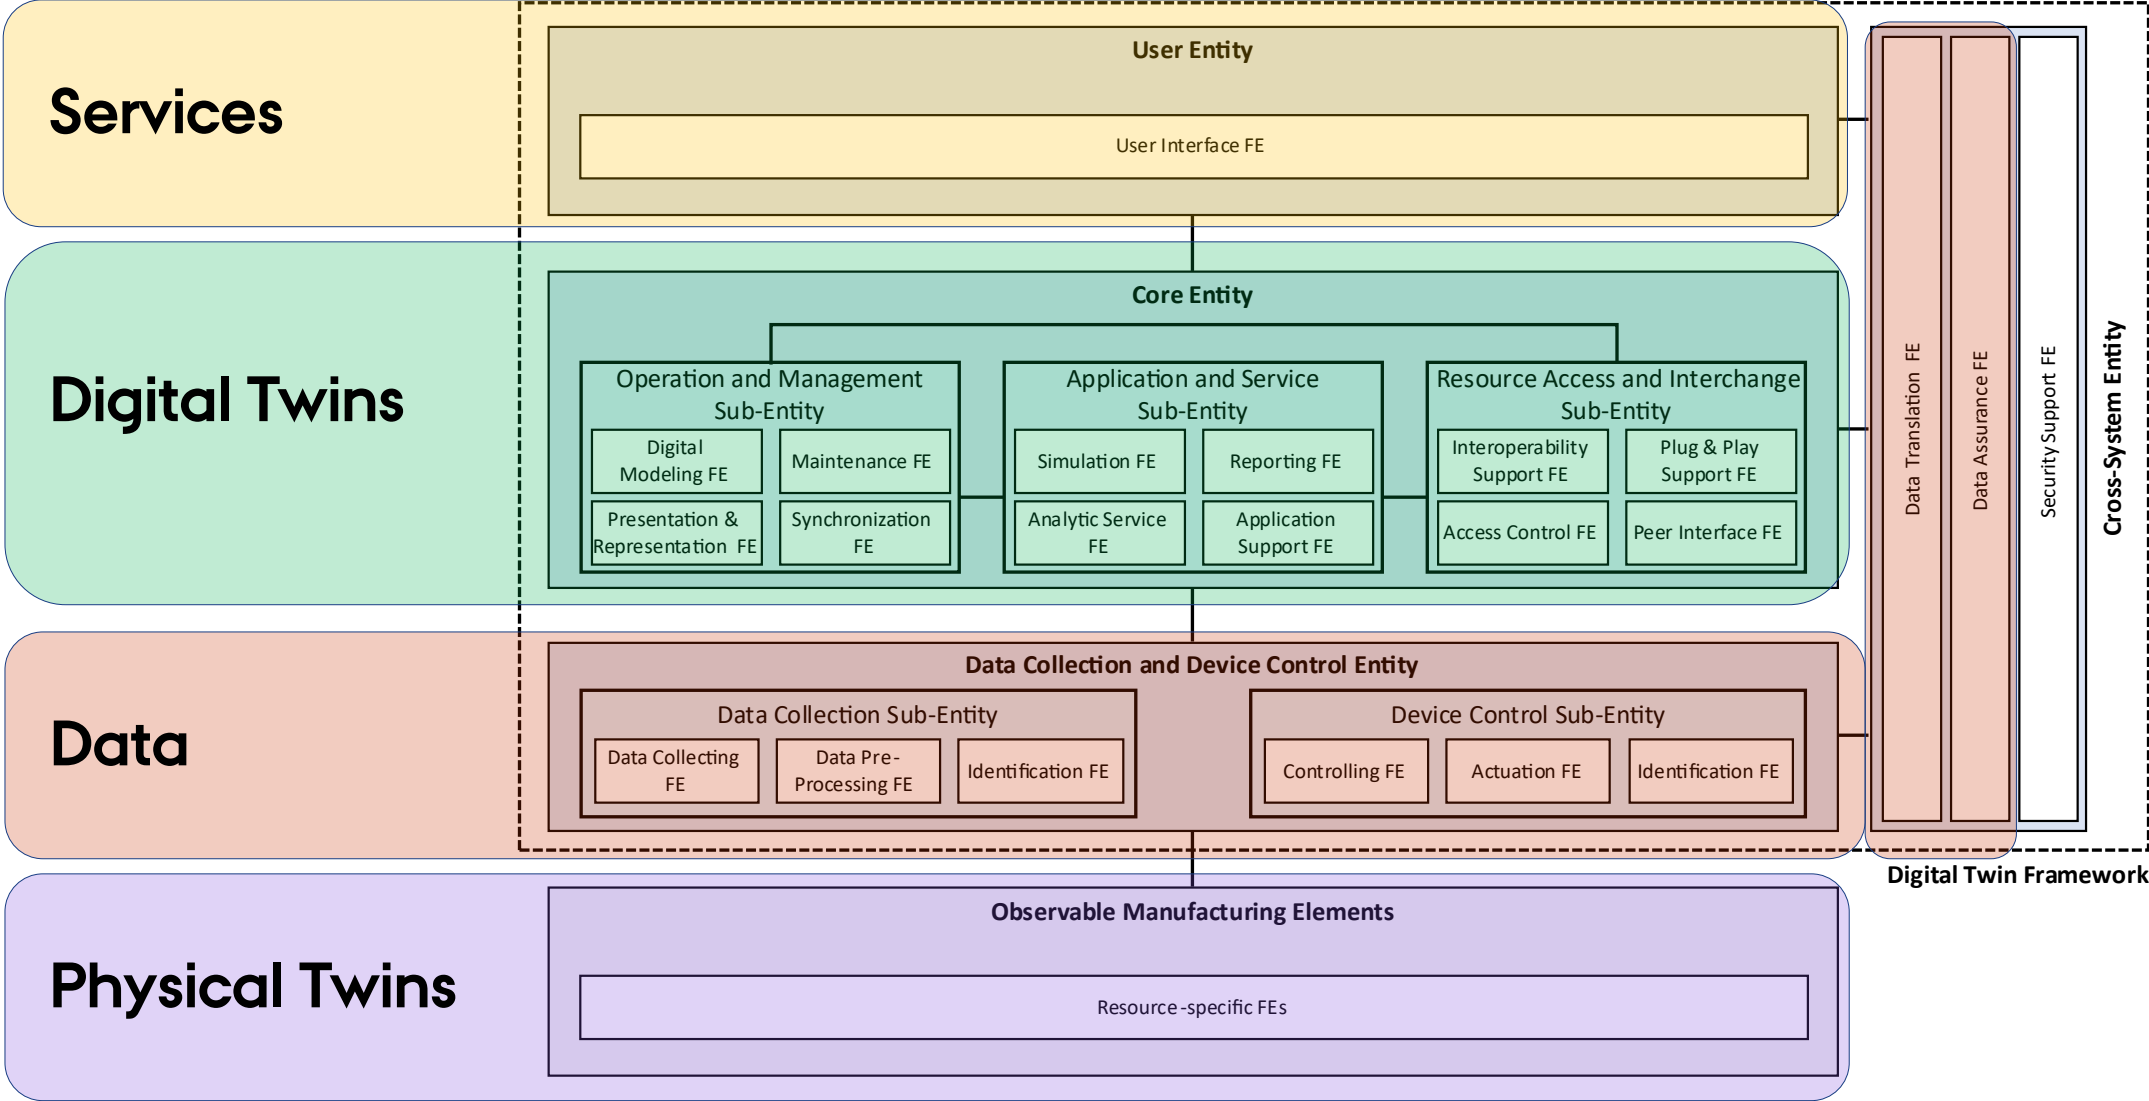 Services
User Entity
User Interface FE
Digital Twins
Core Entity
Operation and Management
Sub-Entity
Digital
Modeling FE
Maintenance FE
Presentation &
Representation FE
Synchronization
FE
Application and Service
Sub-Entity
Simulation FE
Reporting FE
Analytic Service
FE
Application
Support FE
Resource Access and Interchange
Sub-Entity
Interoperability
Support FE
Plug & Play
Support FE
Access Control FE
Peer Interface FE
Data
Data Collection and Device Control Entity
Data Collection Sub-Entity
Data Collecting
FE
Data Pre-
Processing FE
Identification FE
Device Control Sub-Entity
Controlling FE
Actuation FE
Identification FE
Data Translation FE
Data Assurance FE
Security Support FE
Cross-System Entity
Digital Twin Framework
Physical Twins
Observable Manufacturing Elements
Resource-specific FEs